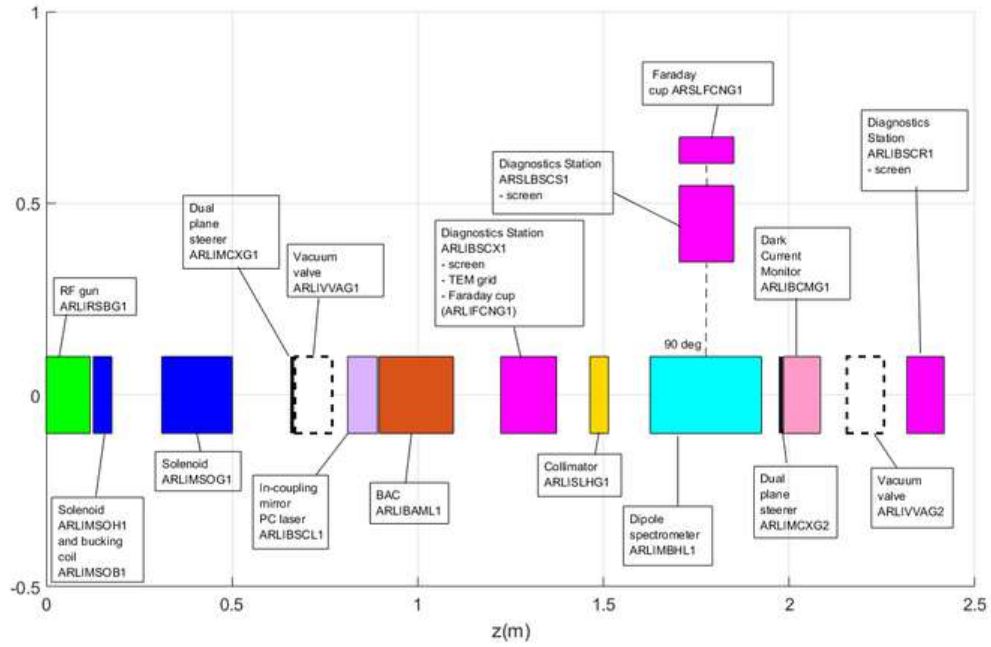 1
0.5
0
-0.5
0
0.5
1
1.5
2
2.5
z(m)
RF gun
ARLIRSBG1
Solenoid
ARLIMSOH1
and bucking
coil
ARLIMSOB1
Solenoid
ARLIMSOG1
Dual
plane
steerer
ARLIMCXG1
Vacuum
valve
ARLIVVAG1
In-coupling
mirror
PC laser
ARLIBSCL1
BAC
ARLIBAML1
Diagnostics Station
ARLIBSCX1
- screen
- TEM grid
- Faraday cup
(ARLIFCNG1)
Collimator
ARLISLHG1
Diagnostics Station
ARSLBSCS1
- screen
Faraday
cup ARSLFCNG1
90 deg
Dipole
spectrometer
ARLIMBHL1
Dark
Current
Monitor
ARLIBCMG1
Dual
plane
steerer
ARLIMCXG2
Vacuum
valve
ARLIVVAG2
Diagnostics
Station
ARLIBSCR1
- screen